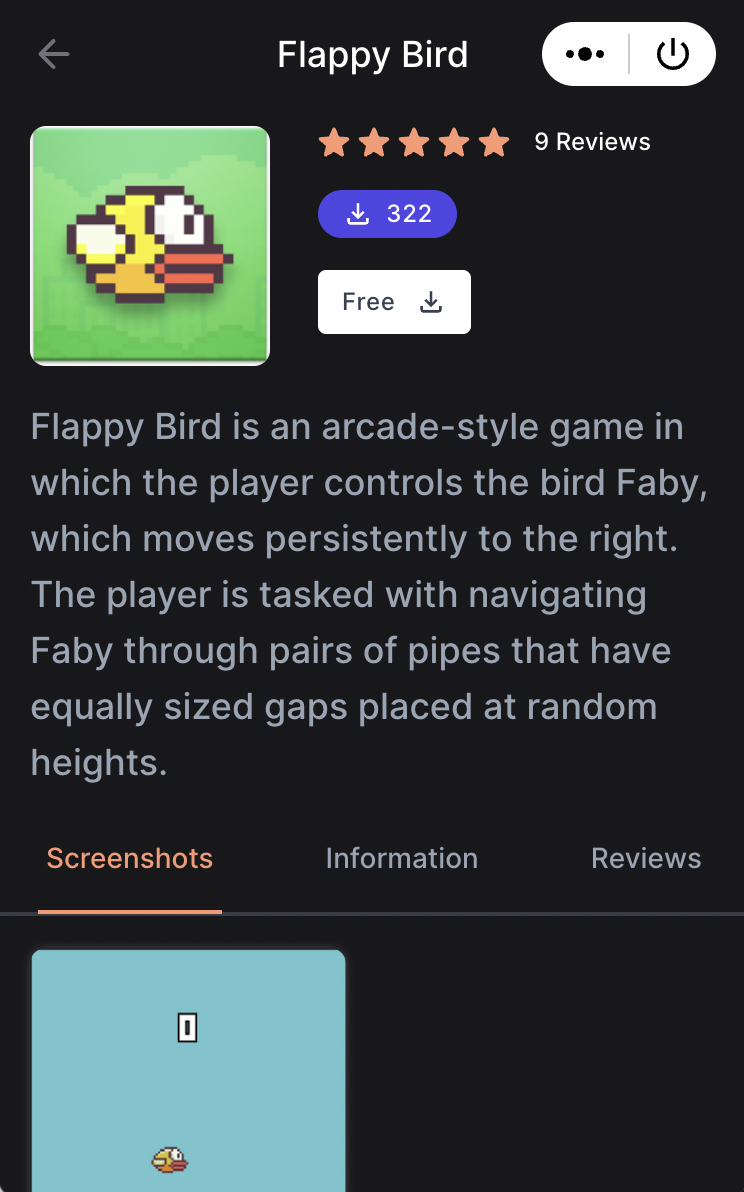 Flappy Bird
9 Reviews
322
Free
Flappy Bird is an arcade-style game in
which the player controls the bird Faby,
which moves persistently to the right.
The player is tasked with navigating
Faby through pairs of pipes that have
equally sized gaps placed at random
heights.
Screenshots Information Reviews
0